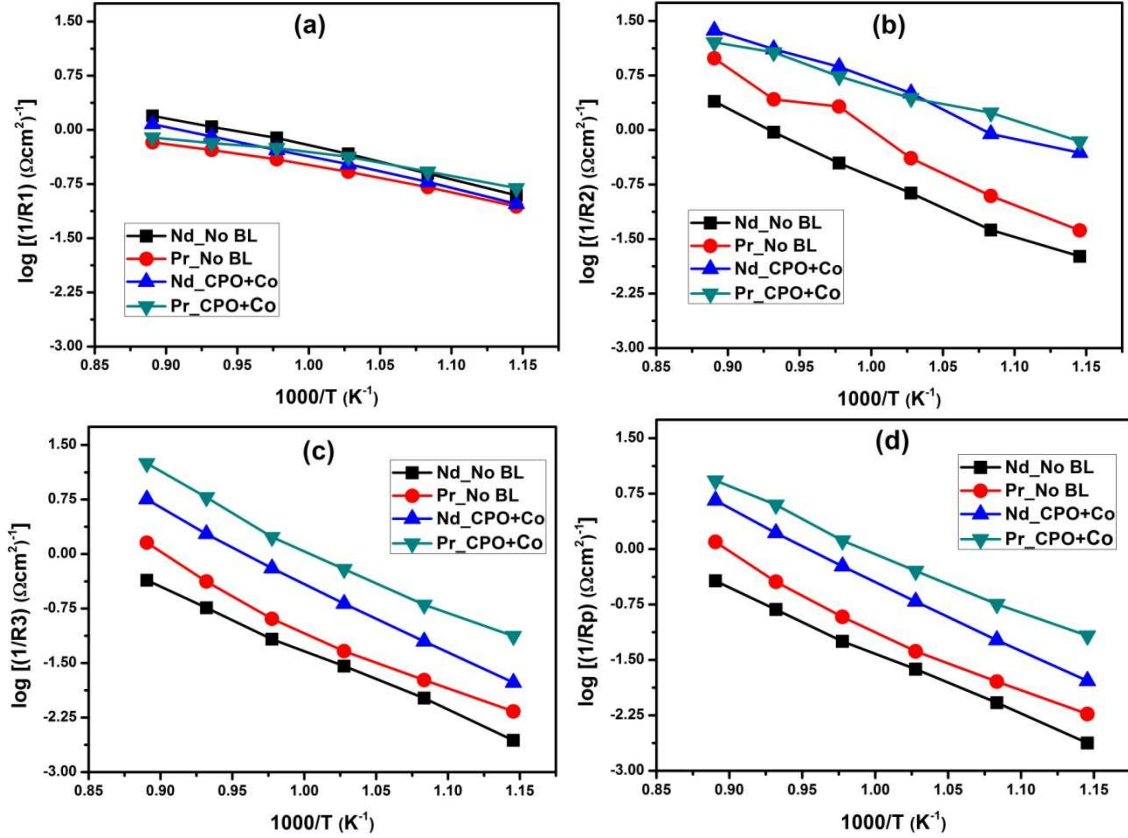 (a)
log [(1/R1) (Ωcm²)⁻¹]
1.50
0.75
0.00
-0.75
-1.50
-2.25
-3.00
Nd_No BL
Pr_No BL
Nd_CPO+Co
Pr_CPO+Co
0.85 0.90 0.95 1.00 1.05 1.10 1.15
1000/T (K⁻¹)
(b)
log [(1/R2) (Ωcm²)⁻¹]
1.50
0.75
0.00
-0.75
-1.50
-2.25
-3.00
Nd_No BL
Pr_No BL
Nd_CPO+Co
Pr_CPO+Co
0.85 0.90 0.95 1.00 1.05 1.10 1.15
1000/T (K⁻¹)
(c)
log [(1/R3) (Ωcm²)⁻¹]
1.50
0.75
0.00
-0.75
-1.50
-2.25
-3.00
Nd_No BL
Pr_No BL
Nd_CPO+Co
Pr_CPO+Co
0.85 0.90 0.95 1.00 1.05 1.10 1.15
1000/T (K⁻¹)
(d)
log [(1/Rp) (Ωcm²)⁻¹]
1.50
0.75
0.00
-0.75
-1.50
-2.25
-3.00
Nd_No BL
Pr_No BL
Nd_CPO+Co
Pr_CPO+Co
0.85 0.90 0.95 1.00 1.05 1.10 1.15
1000/T (K⁻¹)